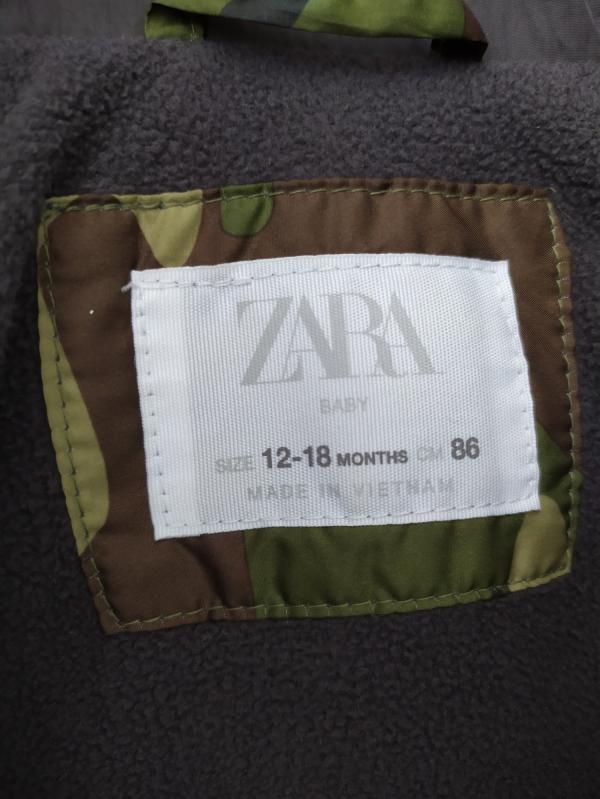 ZARA
BABY
SIZE 12-18 MONTHS CM 86
MADE IN VIETNAM